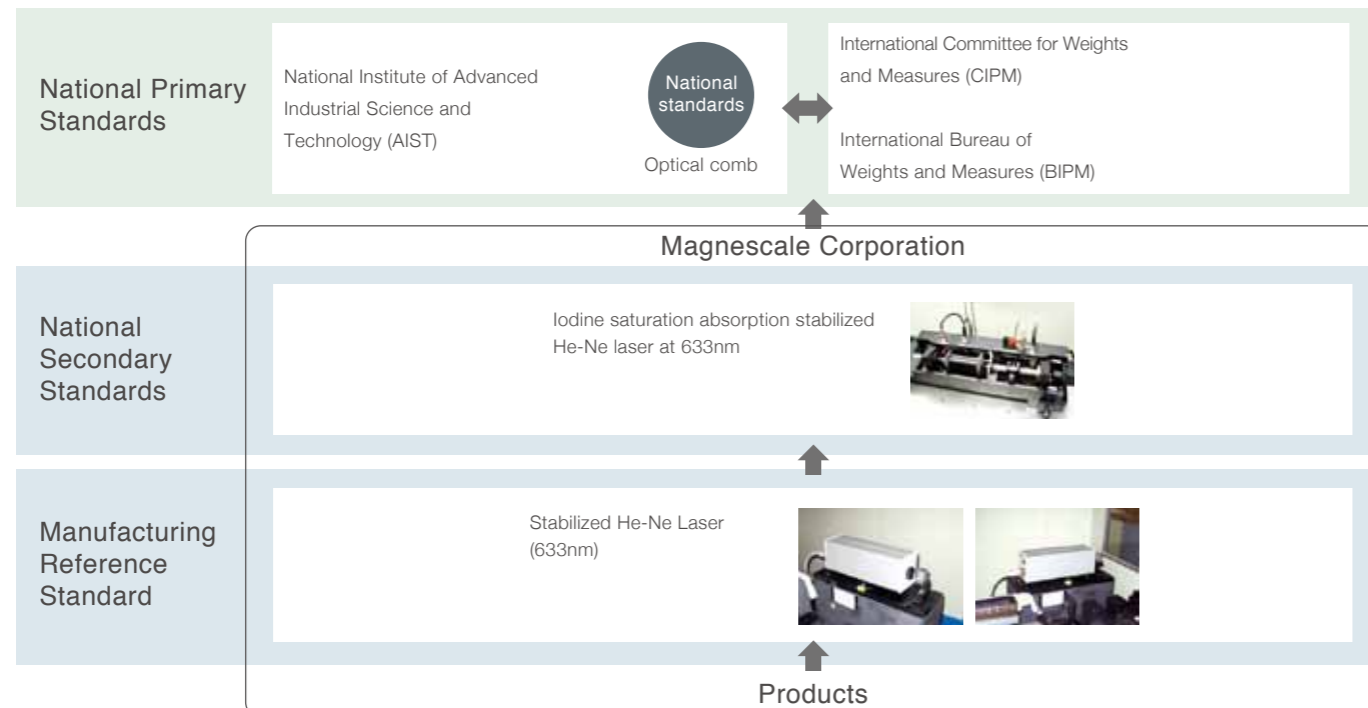 National Primary
Standards
National Institute of Advanced
Industrial Science and
Technology (AIST)
National
standards
Optical comb
International Committee for Weights
and Measures (CIPM)
International Bureau of
Weights and Measures (BIPM)
Magnescale Corporation
National
Secondary
Standards
Iodine saturation absorption stabilized
He-Ne laser at 633nm
Manufacturing
Reference
Standard
Stabilized He-Ne Laser
(633nm)
Products